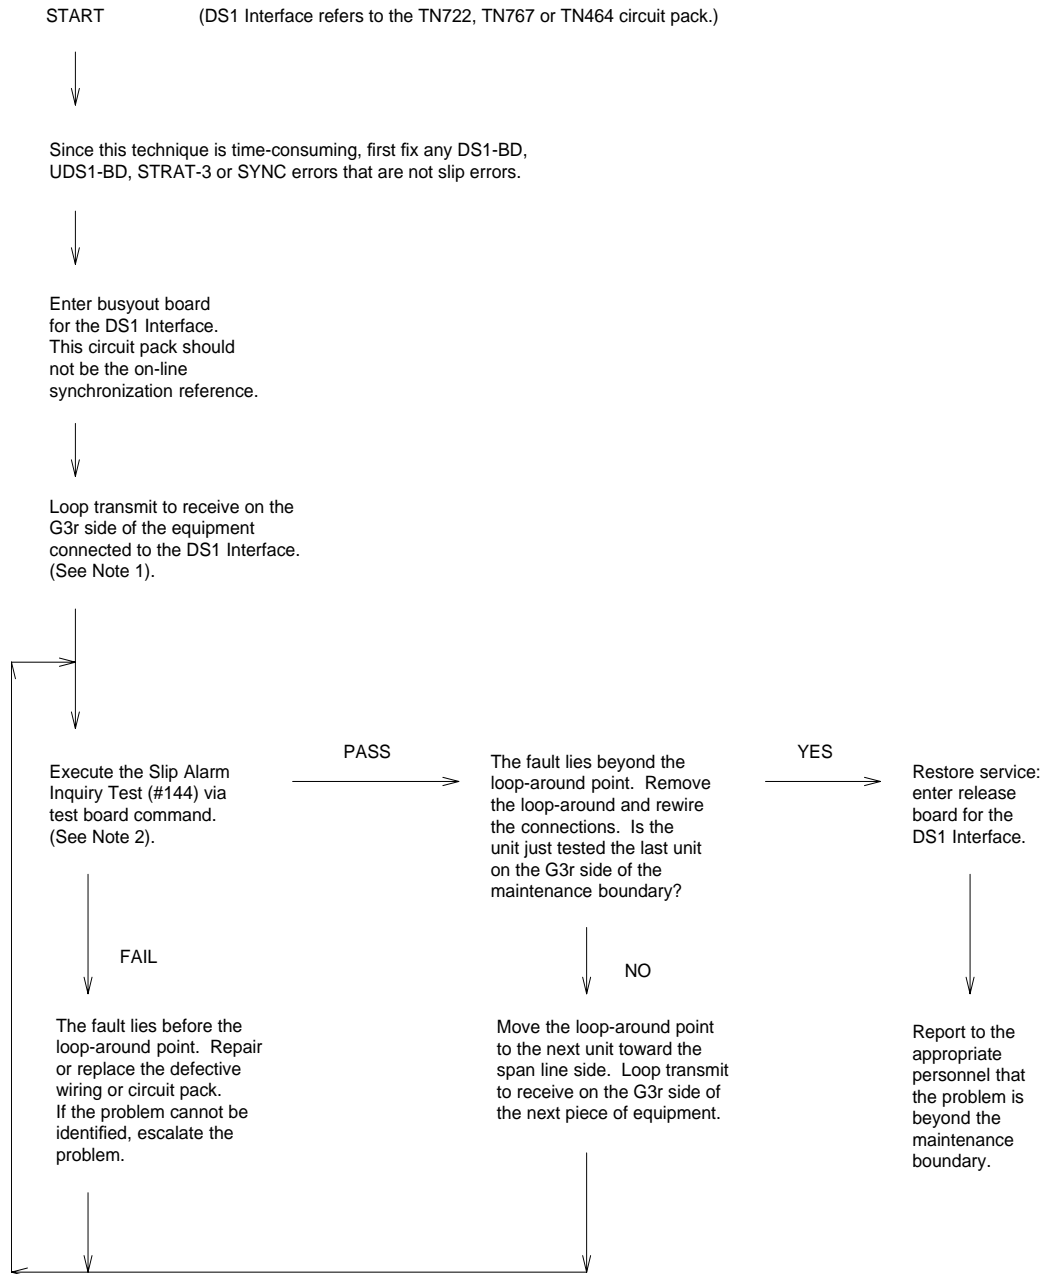 START (DS1 Interface refers to the TN722, TN767 or TN464 circuit pack.)
Since this technique is time-consuming, first fix any DS1-BD,
UDS1-BD, STRAT-3 or SYNC errors that are not slip errors.
Enter busyout board
for the DS1 Interface.
This circuit pack should
not be the on-line
synchronization reference.
Loop transmit to receive on the
G3r side of the equipment
connected to the DS1 Interface.
(See Note 1).
Execute the Slip Alarm
Inquiry Test (#144) via
test board command.
(See Note 2).
PASS
The fault lies beyond the
loop-around point. Remove
the loop-around and rewire
the connections. Is the
unit just tested the last unit
on the G3r side of the
maintenance boundary?
YES
Restore service:
enter release
board for the
DS1 Interface.
FAIL
NO
The fault lies before the
loop-around point. Repair
or replace the defective
wiring or circuit pack.
If the problem cannot be
identified, escalate the
problem.
Move the loop-around point
to the next unit toward the
span line side. Loop transmit
to receive on the G3r side of
the next piece of equipment.
Report to the
appropriate
personnel that
the problem is
beyond the
maintenance
boundary.